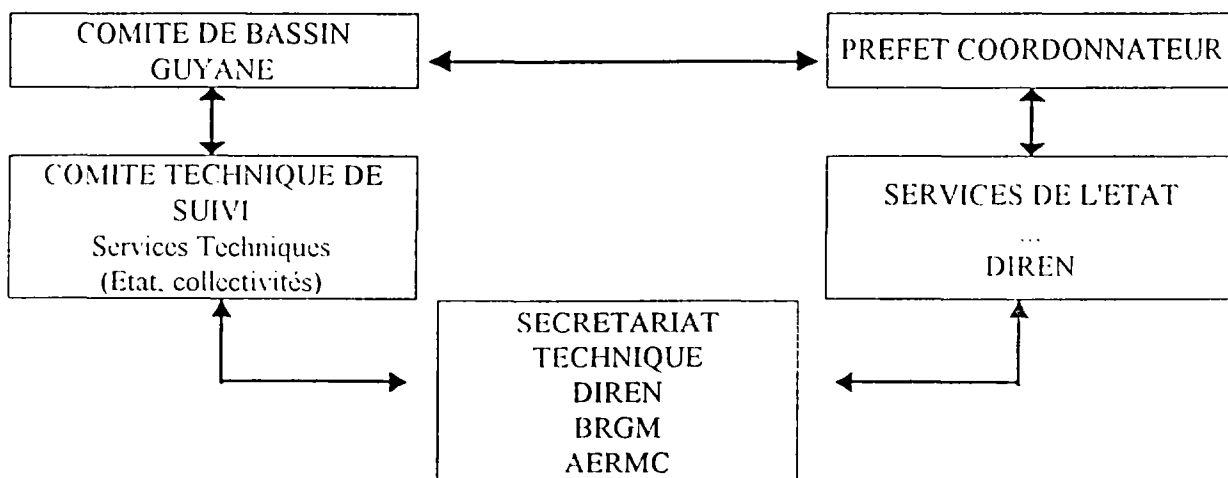 COMITE DE BASSIN
GUYANE
PREFET COORDONNATEUR
COMITE TECHNIQUE DE
SUIVI
Services Techniques
(Etat, collectivités)
SERVICES DE L'ETAT
...
DIREN
SECRETARIAT
TECHNIQUE
DIREN
BRGM
AERMC